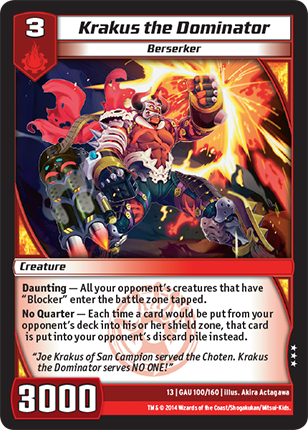 3
Krakus the Dominator
Berserker
Creature
Daunting — All your opponent's creatures that have
"Blocker" enter the battle zone tapped.
No Quarter — Each time a card would be put from your
opponent's deck into his or her shield zone, that card
is put into your opponent's discard pile instead.
"Joe Krakus of San Campion served the Choten. Krakus
the Dominator serves NO ONE!"
3000
13 | GAU 100/160 | Illus. Akira Actagawa
TM & © 2014 Wizards of the Coast/Shogakukan/Mitsui-Kids.